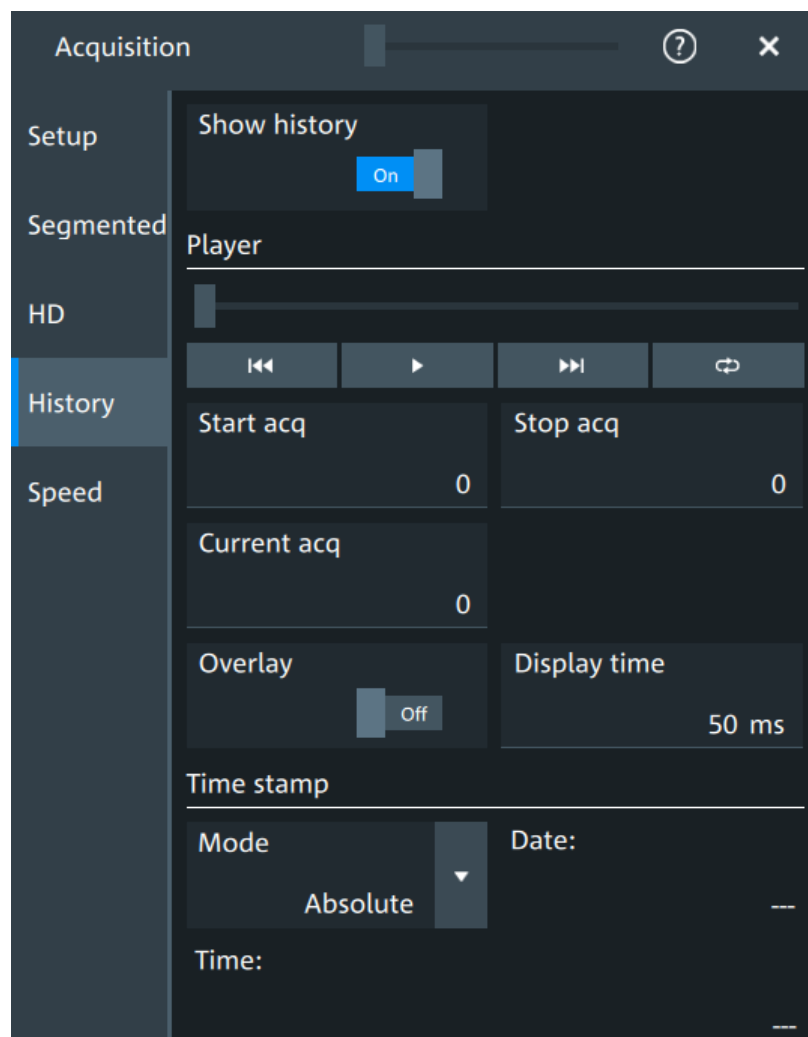 Acquisition
?
Setup
Segmented
HD
History
Speed
Show history
On
Player
Start acq
0
Stop acq
0
Current acq
0
Overlay
Off
Display time
50 ms
Time stamp
Mode
Absolute
Date:
---
Time:
---